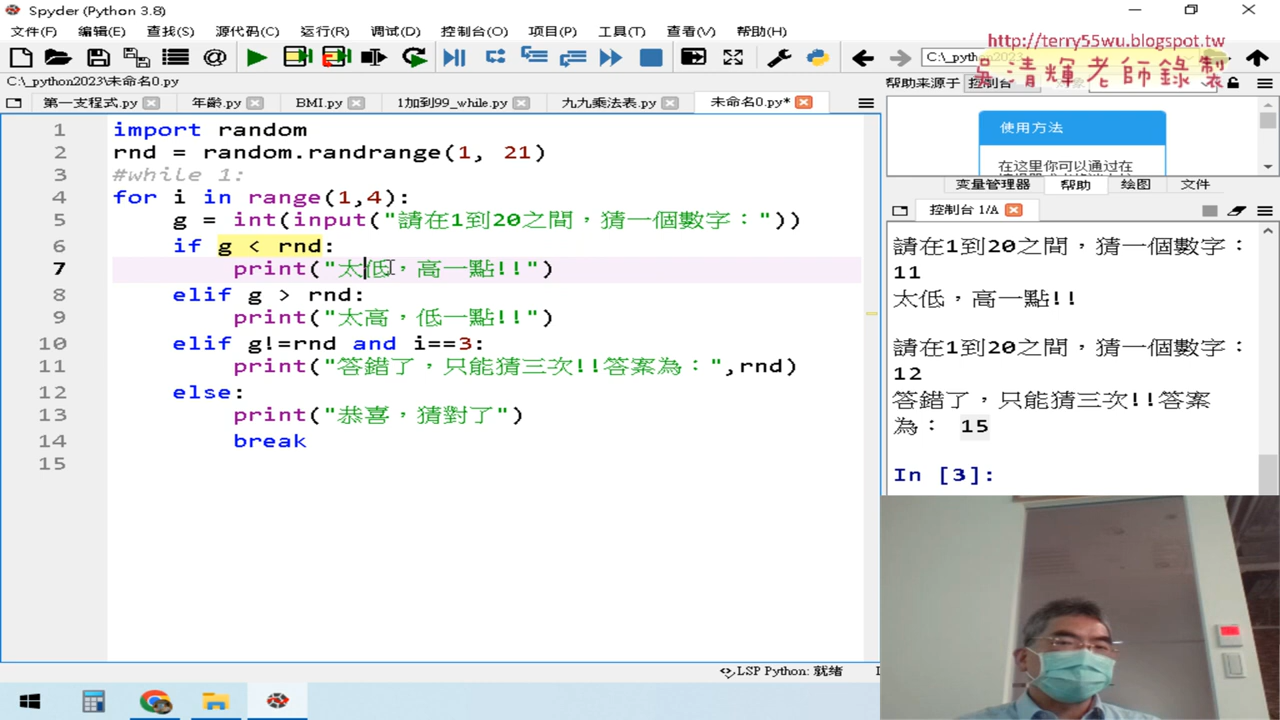 Spyder (Python 3.8)
文件(F) 编辑(E) 查找(S) 源代码(C) 运行(R) 调试(D) 控制台(O) 项目(P) 工具(T) 查看(V) 帮助(H)
http://terry55wu.blogspot.tw
吳清輝老師錄製
C:\_python2023\未命名0.py
帮助来源于 控制台
第一支程式.py 年齡.py BMI.py 1加到99_while.py 九九乘法表.py 未命名0.py*
1 import random
2 rnd = random.randrange(1, 21)
3 #while 1:
4 for i in range(1,4):
5 g = int(input("請在1到20之間，猜一個數字："))
6 if g < rnd:
7 print("太低，高一點!!")
8 elif g > rnd:
9 print("太高，低一點!!")
10 elif g!=rnd and i==3:
11 print("答錯了，只能猜三次!!答案為：",rnd)
12 else:
13 print("恭喜，猜對了")
14 break
15
使用方法
在这里你可以通过在
变量管理器 帮助 绘图 文件
控制台 1/A
請在1到20之間，猜一個數字：
11
太低，高一點!!
請在1到20之間，猜一個數字：
12
答錯了，只能猜三次!!答案
為： 15
In [3]:
LSP Python: 就绪